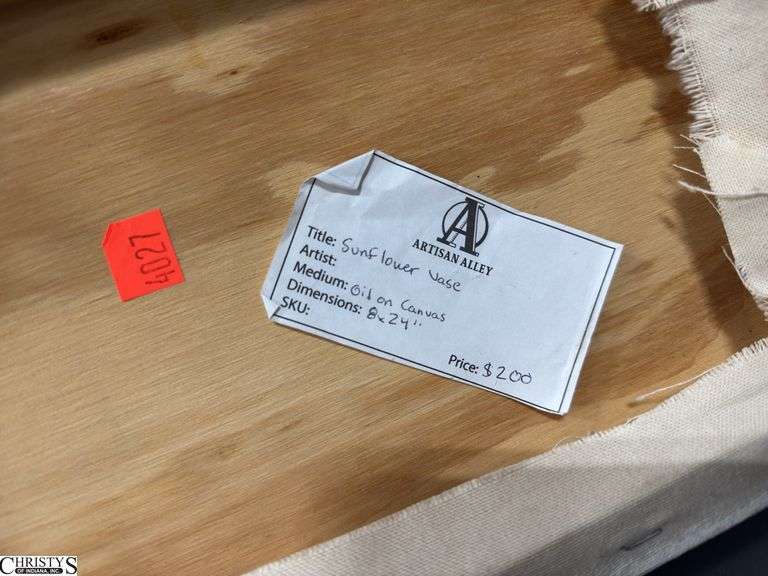 4027
A
ARTISAN ALLEY
Title: Sunflower Vase
Artist:
Medium: Oil on Canvas
Dimensions: 8x24"
SKU:
Price: $200
CHRISTYS
OF INDIANA, INC.